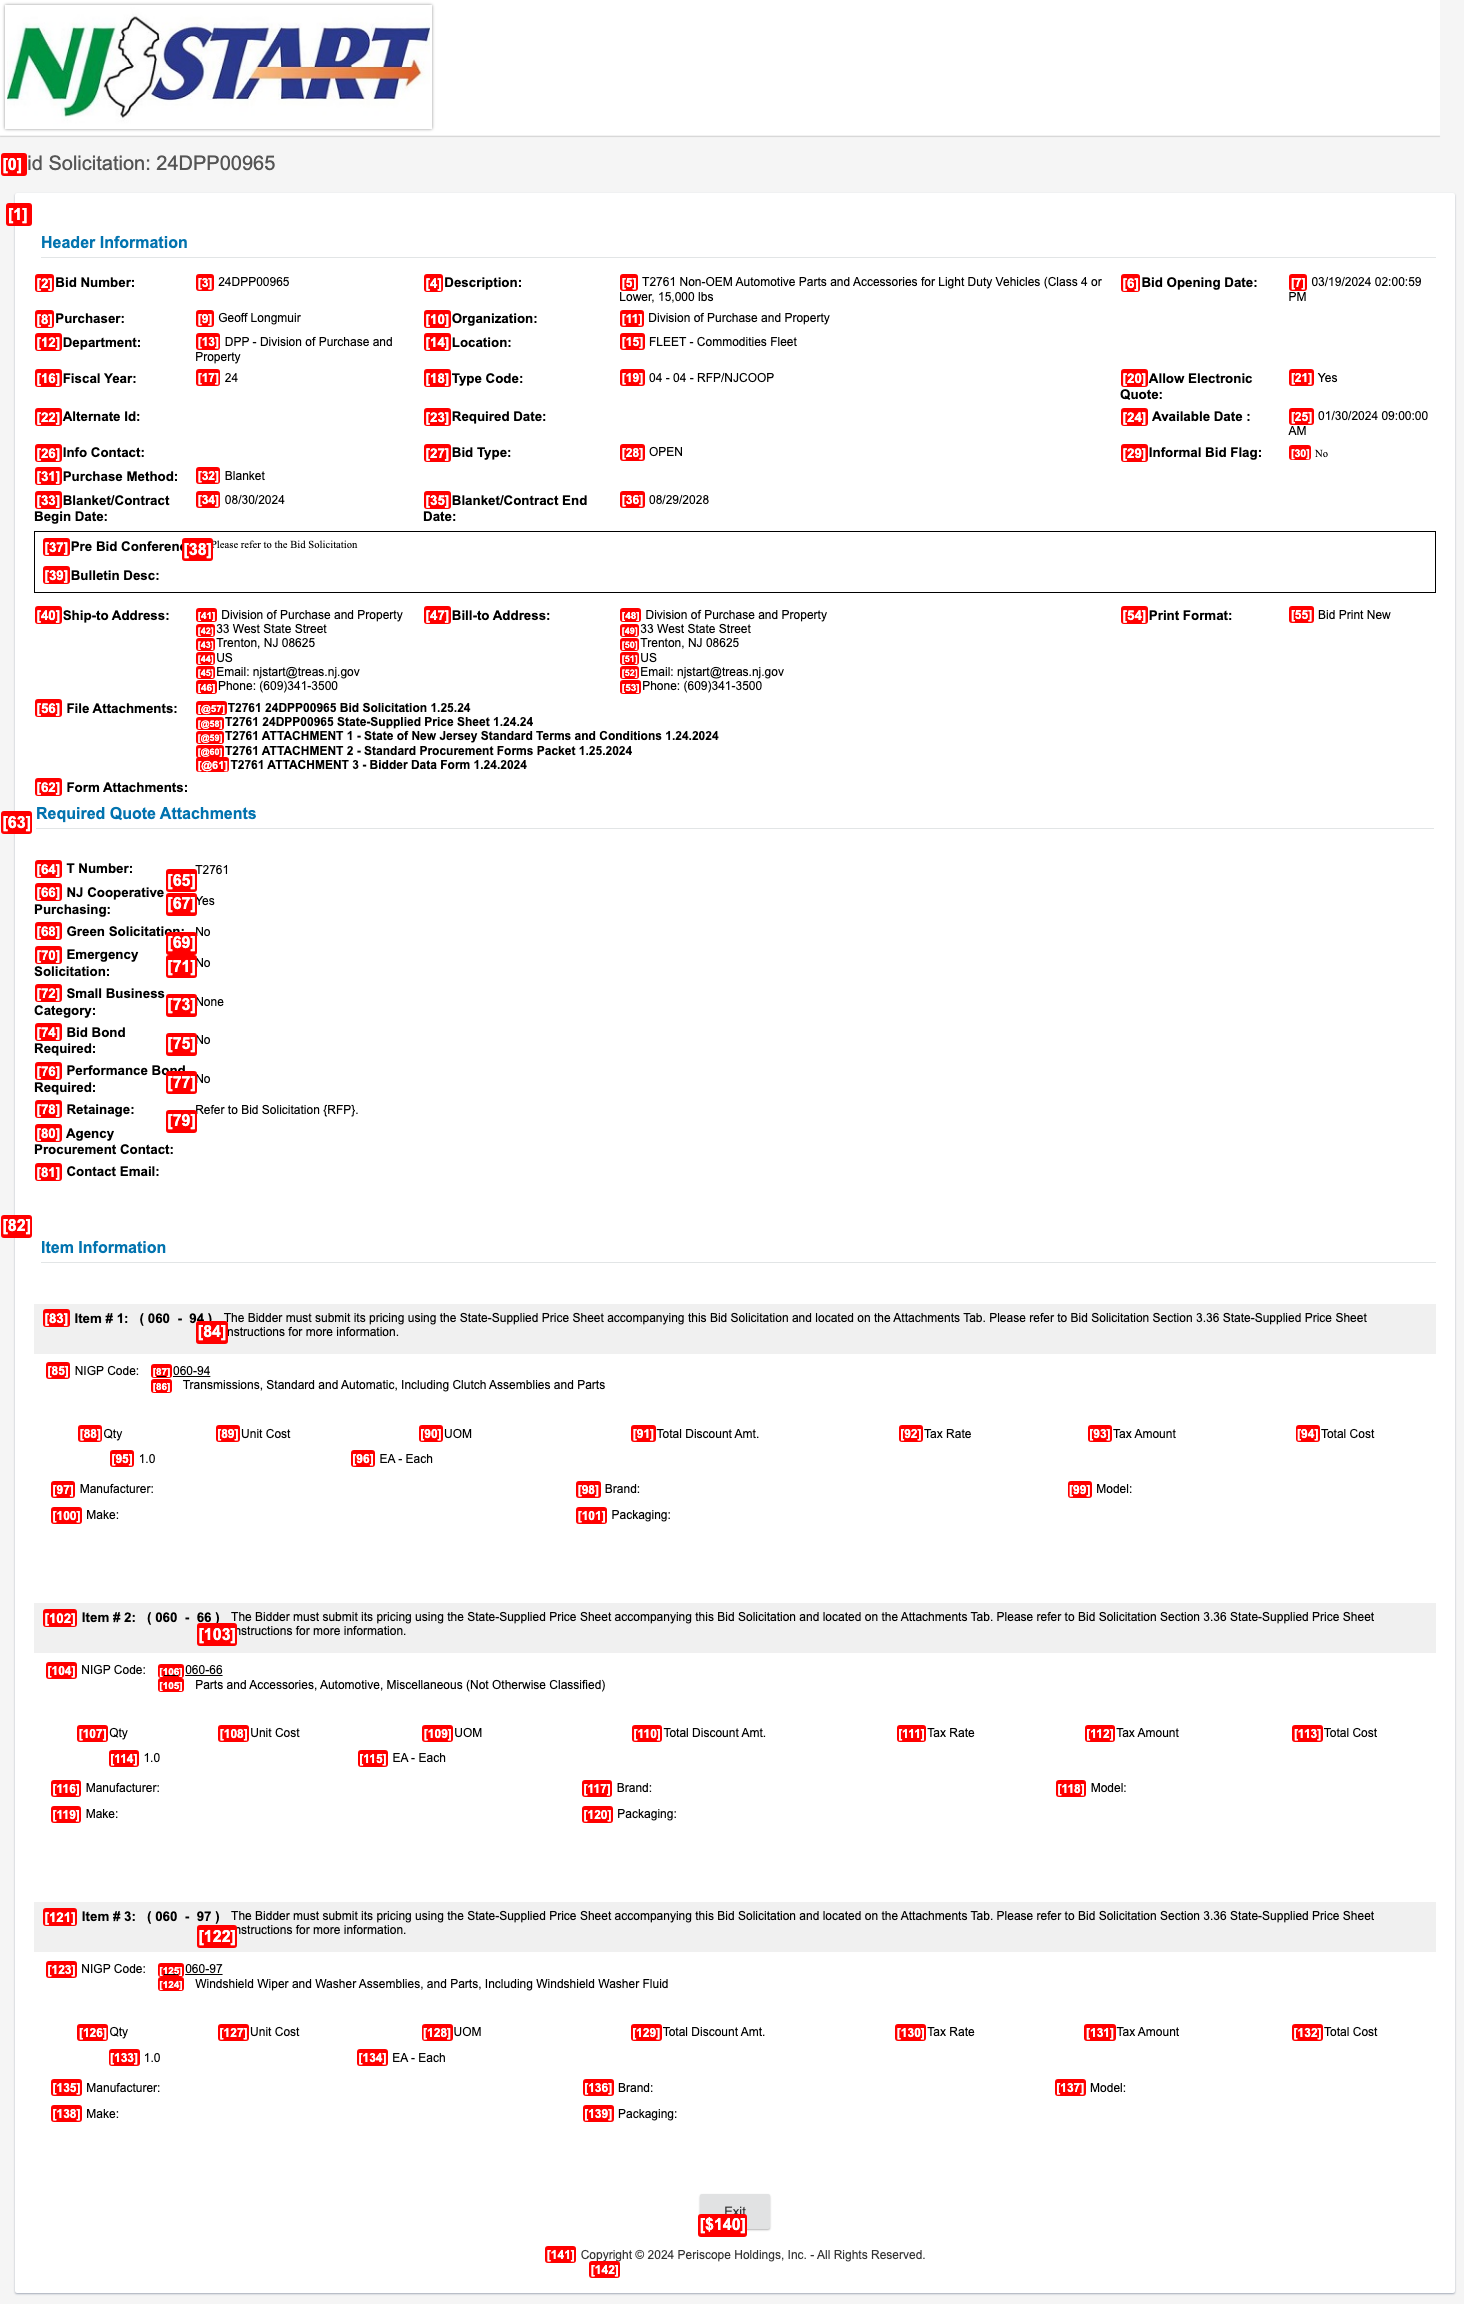 NJSTART
[0]id Solicitation: 24DPP00965
[1]
Header Information
[2]Bid Number: [3] 24DPP00965 [4]Description: [5] T2761 Non-OEM Automotive Parts and Accessories for Light Duty Vehicles (Class 4 or [6]Bid Opening Date: [7] 03/19/2024 02:00:59
Lower, 15,000 lbs PM
[8]Purchaser: [9] Geoff Longmuir [10]Organization: [11] Division of Purchase and Property
[12]Department: [13] DPP - Division of Purchase and [14]Location: [15] FLEET - Commodities Fleet
Property
[16]Fiscal Year: [17] 24 [18]Type Code: [19] 04 - 04 - RFP/NJCOOP [20]Allow Electronic [21] Yes
Quote:
[22]Alternate Id: [23]Required Date: [24] Available Date : [25] 01/30/2024 09:00:00
AM
[26]Info Contact: [27]Bid Type: [28] OPEN [29]Informal Bid Flag: [30] No
[31]Purchase Method: [32] Blanket
[33]Blanket/Contract [34] 08/30/2024 [35]Blanket/Contract End [36] 08/29/2028
Begin Date: Date:
[37]Pre Bid Conferen [38]Please refer to the Bid Solicitation
[39]Bulletin Desc:
[40]Ship-to Address: [41] Division of Purchase and Property [47]Bill-to Address: [48] Division of Purchase and Property [54]Print Format: [55] Bid Print New
[42]33 West State Street [49]33 West State Street
[43]Trenton, NJ 08625 [50]Trenton, NJ 08625
[44]US [51]US
[45]Email: njstart@treas.nj.gov [52]Email: njstart@treas.nj.gov
[46]Phone: (609)341-3500 [53]Phone: (609)341-3500
[56] File Attachments: [@57]T2761 24DPP00965 Bid Solicitation 1.25.24
[@58]T2761 24DPP00965 State-Supplied Price Sheet 1.24.24
[@59]T2761 ATTACHMENT 1 - State of New Jersey Standard Terms and Conditions 1.24.2024
[@60]T2761 ATTACHMENT 2 - Standard Procurement Forms Packet 1.25.2024
[@61]T2761 ATTACHMENT 3 - Bidder Data Form 1.24.2024
[62] Form Attachments:
[63] Required Quote Attachments
[64] T Number: [65] T2761
[66] NJ Cooperative [67] Yes
Purchasing:
[68] Green Solicitation: [69] No
[70] Emergency [71] No
Solicitation:
[72] Small Business [73] None
Category:
[74] Bid Bond [75] No
Required:
[76] Performance Bond [77] No
Required:
[78] Retainage: [79] Refer to Bid Solicitation {RFP}.
[80] Agency
Procurement Contact:
[81] Contact Email:
[82]
Item Information
[83] Item # 1: ( 060 - 94 ) [84] The Bidder must submit its pricing using the State-Supplied Price Sheet accompanying this Bid Solicitation and located on the Attachments Tab. Please refer to Bid Solicitation Section 3.36 State-Supplied Price Sheet
Instructions for more information.
[85] NIGP Code: [87]060-94
[86] Transmissions, Standard and Automatic, Including Clutch Assemblies and Parts
[88]Qty [89]Unit Cost [90]UOM [91]Total Discount Amt. [92]Tax Rate [93]Tax Amount [94]Total Cost
[95] 1.0 [96] EA - Each
[97] Manufacturer: [98] Brand: [99] Model:
[100] Make: [101] Packaging:
[102] Item # 2: ( 060 - 66 ) [103] The Bidder must submit its pricing using the State-Supplied Price Sheet accompanying this Bid Solicitation and located on the Attachments Tab. Please refer to Bid Solicitation Section 3.36 State-Supplied Price Sheet
Instructions for more information.
[104] NIGP Code: [106]060-66
[105] Parts and Accessories, Automotive, Miscellaneous (Not Otherwise Classified)
[107]Qty [108]Unit Cost [109]UOM [110]Total Discount Amt. [111]Tax Rate [112]Tax Amount [113]Total Cost
[114] 1.0 [115] EA - Each
[116] Manufacturer: [117] Brand: [118] Model:
[119] Make: [120] Packaging:
[121] Item # 3: ( 060 - 97 ) [122] The Bidder must submit its pricing using the State-Supplied Price Sheet accompanying this Bid Solicitation and located on the Attachments Tab. Please refer to Bid Solicitation Section 3.36 State-Supplied Price Sheet
Instructions for more information.
[123] NIGP Code: [125]060-97
[124] Windshield Wiper and Washer Assemblies, and Parts, Including Windshield Washer Fluid
[126]Qty [127]Unit Cost [128]UOM [129]Total Discount Amt. [130]Tax Rate [131]Tax Amount [132]Total Cost
[133] 1.0 [134] EA - Each
[135] Manufacturer: [136] Brand: [137] Model:
[138] Make: [139] Packaging:
Exit
[$140]
[141] Copyright © 2024 Periscope Holdings, Inc. - All Rights Reserved.
[142]